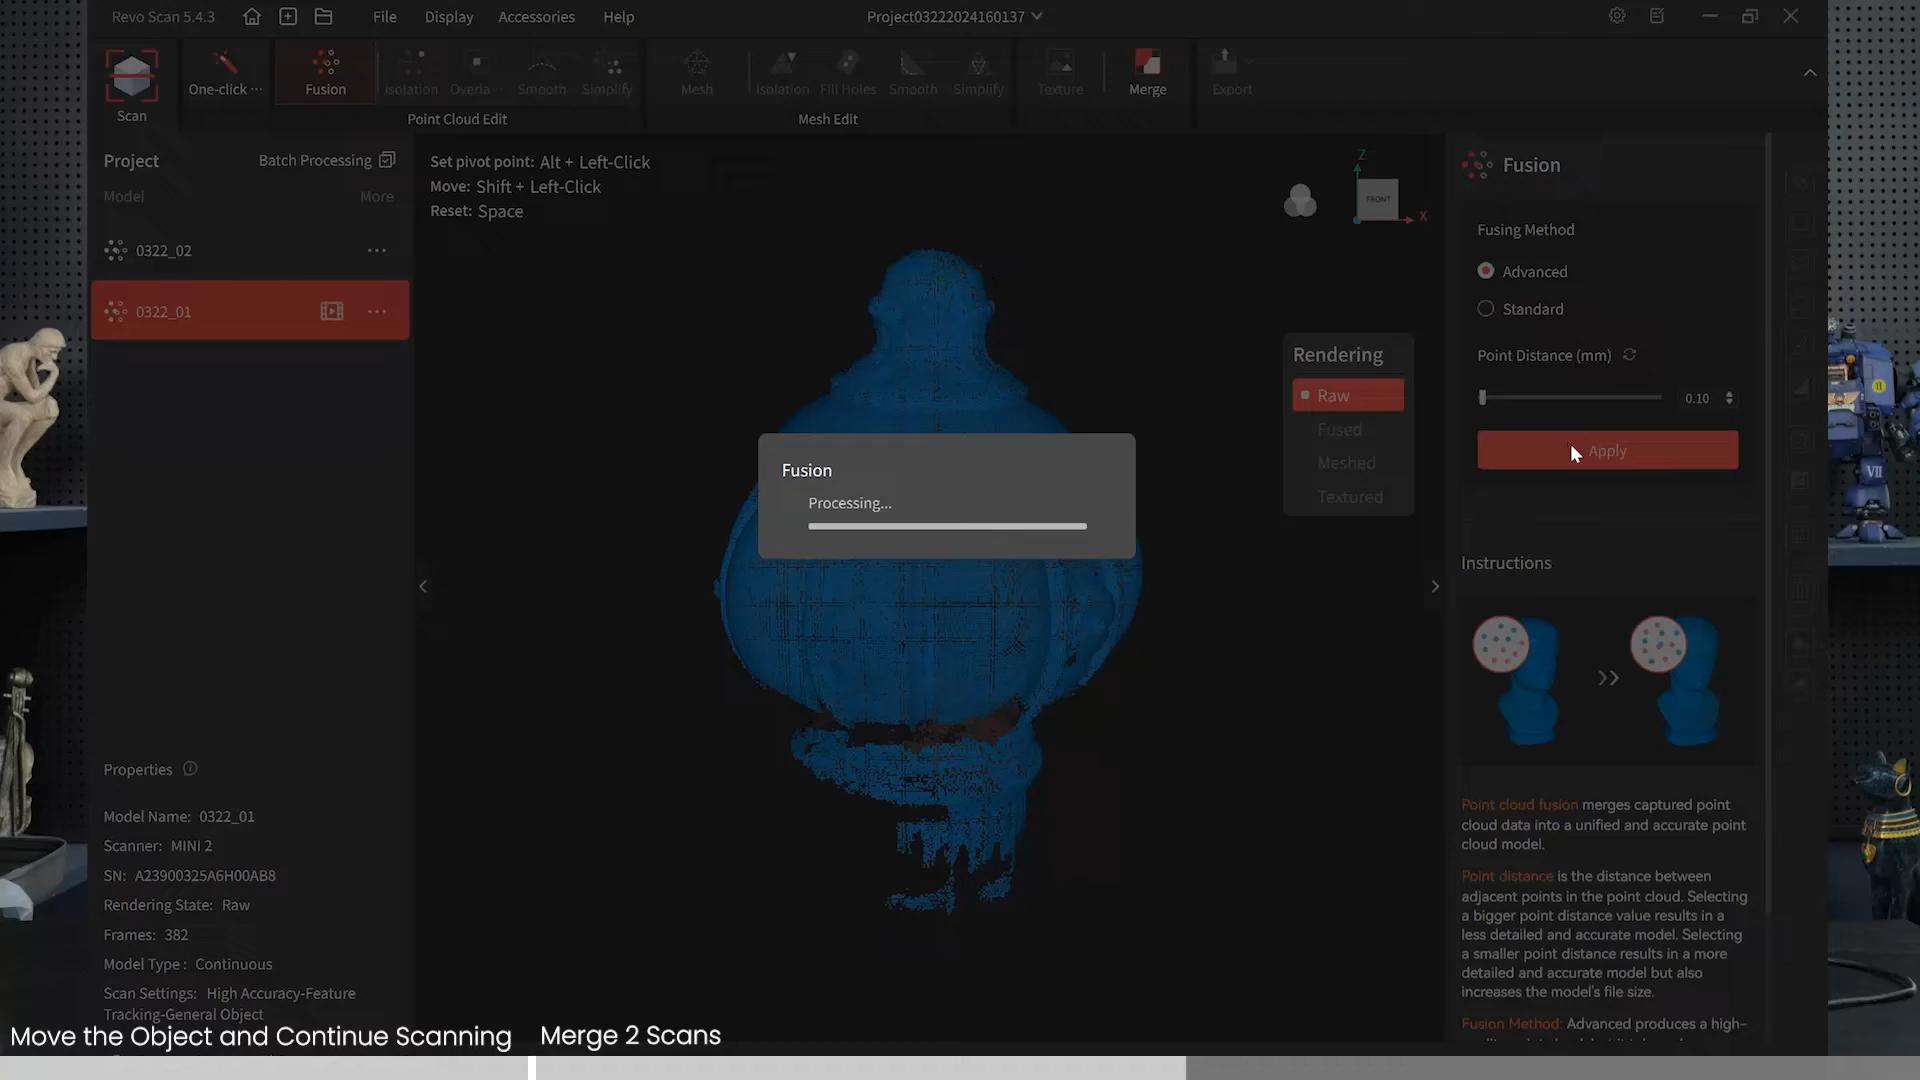 Revo Scan 5.4.3
File
Display
Accessories
Help
Project03222024160137
Scan
One-click ···
Fusion
Isolation
Overla···
Smooth
Simplify
Point Cloud Edit
Mesh
Isolation
Fill Holes
Smooth
Simplify
Mesh Edit
Texture
Merge
Export
Project
Batch Processing
Model
More
0322_02
0322_01
Set pivot point: Alt + Left-Click
Move: Shift + Left-Click
Reset: Space
Z
FRONT
X
Rendering
Raw
Fused
Meshed
Textured
Fusion
Processing...
Fusion
Fusing Method
Advanced
Standard
Point Distance (mm)
0.10
Apply
Instructions
Point cloud fusion merges captured point
cloud data into a unified and accurate point
cloud model.
Point distance is the distance between
adjacent points in the point cloud. Selecting
a bigger point distance value results in a
less detailed and accurate model. Selecting
a smaller point distance results in a more
detailed and accurate model but also
increases the model's file size.
Fusion Method: Advanced produces a high-
Properties
Model Name: 0322_01
Scanner: MINI 2
SN: A23900325A6H00AB8
Rendering State: Raw
Frames: 382
Model Type : Continuous
Scan Settings: High Accuracy-Feature
Tracking-General Object
VII
Move the Object and Continue Scanning
Merge 2 Scans